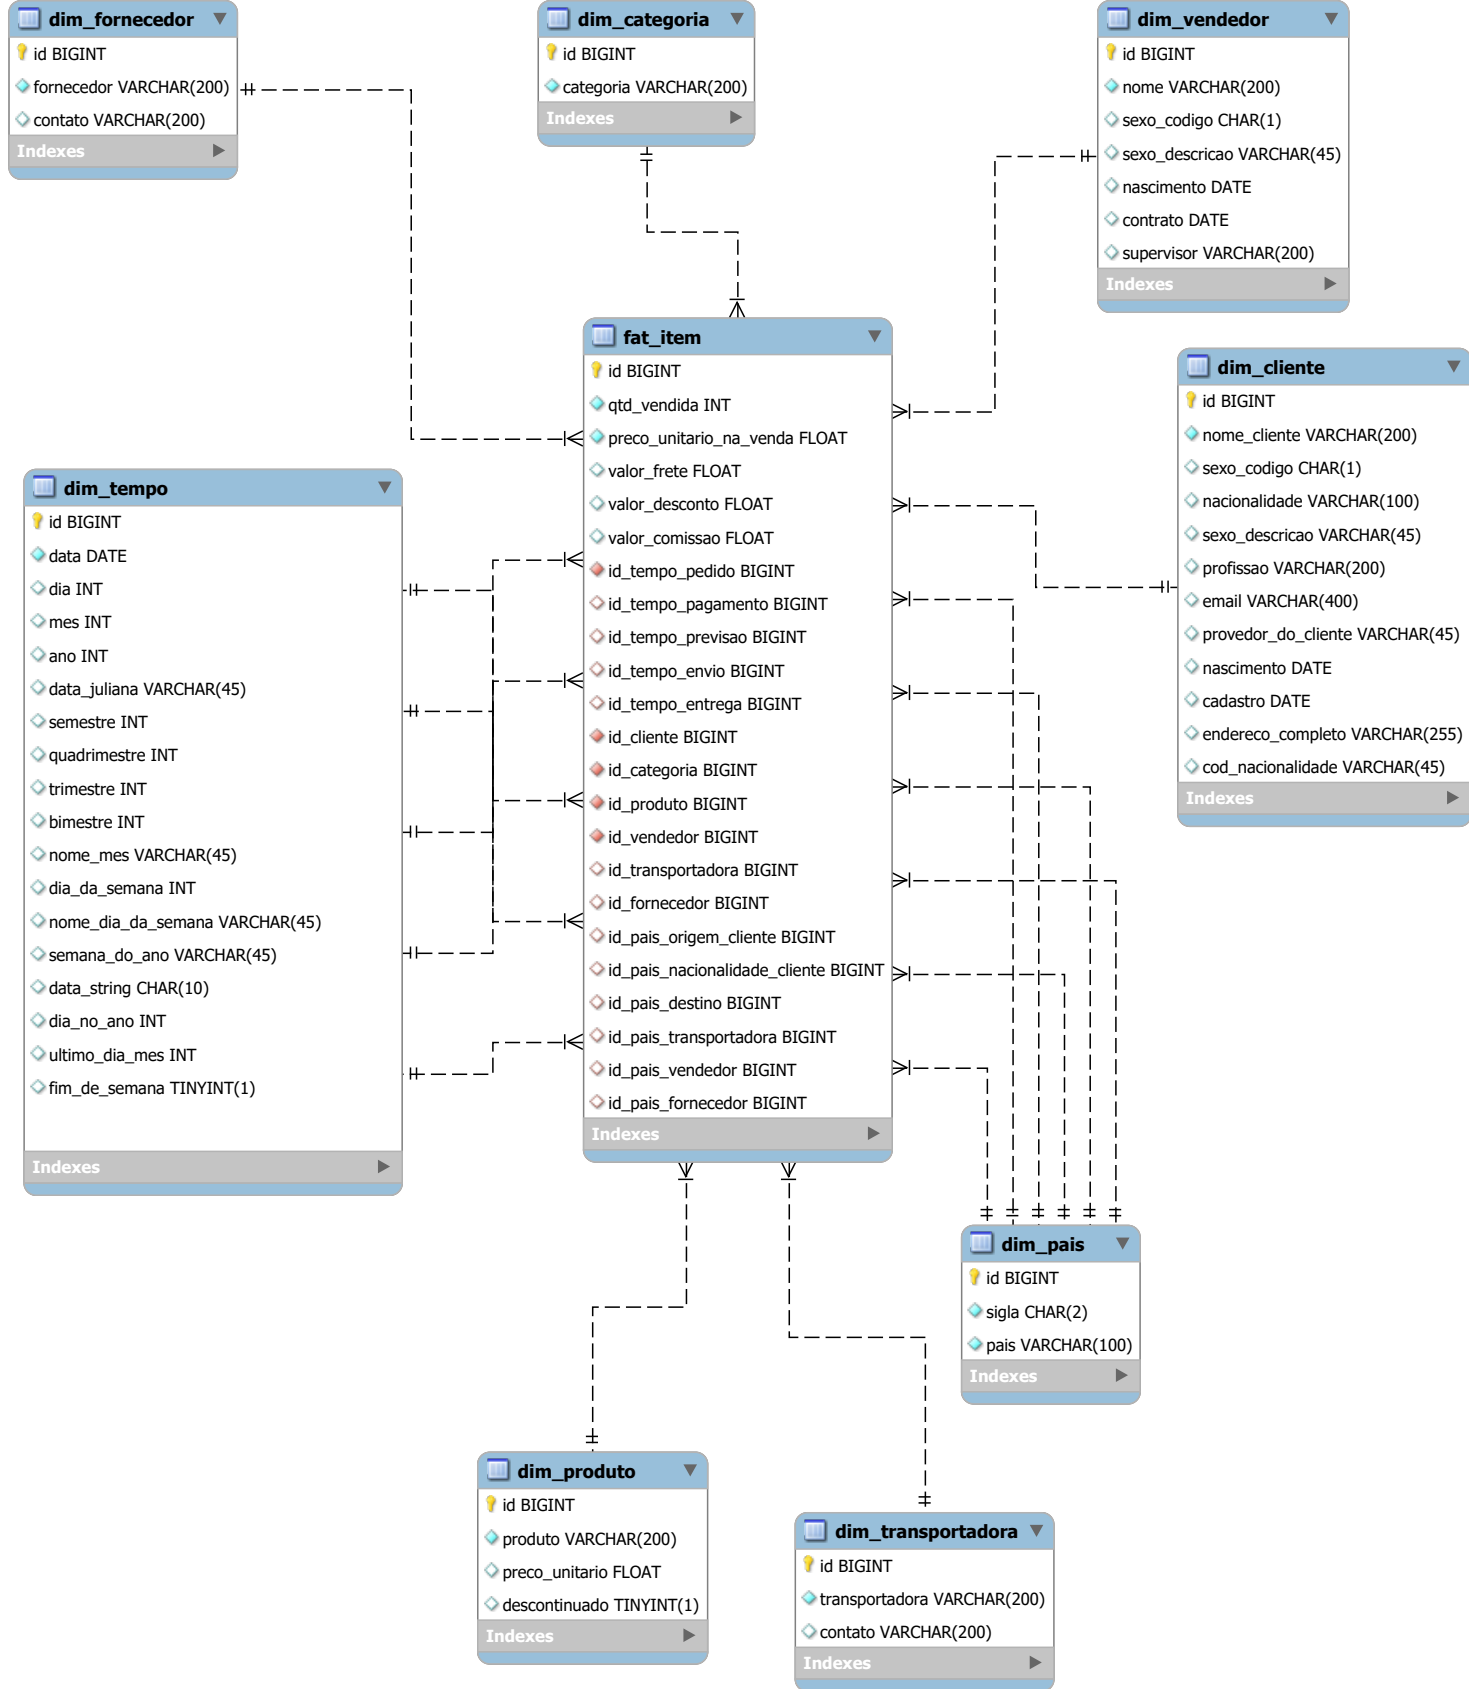 dim_fornecedor
id BIGINT
fornecedor VARCHAR(200)
contato VARCHAR(200)
Indexes
dim_categoria
id BIGINT
categoria VARCHAR(200)
Indexes
dim_vendedor
id BIGINT
nome VARCHAR(200)
sexo_codigo CHAR(1)
sexo_descricao VARCHAR(45)
nascimento DATE
contrato DATE
supervisor VARCHAR(200)
Indexes
fat_item
id BIGINT
qtd_vendida INT
preco_unitario_na_venda FLOAT
valor_frete FLOAT
valor_desconto FLOAT
valor_comissao FLOAT
id_tempo_pedido BIGINT
id_tempo_pagamento BIGINT
id_tempo_previsao BIGINT
id_tempo_envio BIGINT
id_tempo_entrega BIGINT
id_cliente BIGINT
id_categoria BIGINT
id_produto BIGINT
id_vendedor BIGINT
id_transportadora BIGINT
id_fornecedor BIGINT
id_pais_origem_cliente BIGINT
id_pais_nacionalidade_cliente BIGINT
id_pais_destino BIGINT
id_pais_transportadora BIGINT
id_pais_vendedor BIGINT
id_pais_fornecedor BIGINT
Indexes
dim_cliente
id BIGINT
nome_cliente VARCHAR(200)
sexo_codigo CHAR(1)
nacionalidade VARCHAR(100)
sexo_descricao VARCHAR(45)
profissao VARCHAR(200)
email VARCHAR(400)
provedor_do_cliente VARCHAR(45)
nascimento DATE
cadastro DATE
endereco_completo VARCHAR(255)
cod_nacionalidade VARCHAR(45)
Indexes
dim_tempo
id BIGINT
data DATE
dia INT
mes INT
ano INT
data_juliana VARCHAR(45)
semestre INT
quadrimestre INT
trimestre INT
bimestre INT
nome_mes VARCHAR(45)
dia_da_semana INT
nome_dia_da_semana VARCHAR(45)
semana_do_ano VARCHAR(45)
data_string CHAR(10)
dia_no_ano INT
ultimo_dia_mes INT
fim_de_semana TINYINT(1)
Indexes
dim_pais
id BIGINT
sigla CHAR(2)
pais VARCHAR(100)
Indexes
dim_produto
id BIGINT
produto VARCHAR(200)
preco_unitario FLOAT
descontinuado TINYINT(1)
Indexes
dim_transportadora
id BIGINT
transportadora VARCHAR(200)
contato VARCHAR(200)
Indexes